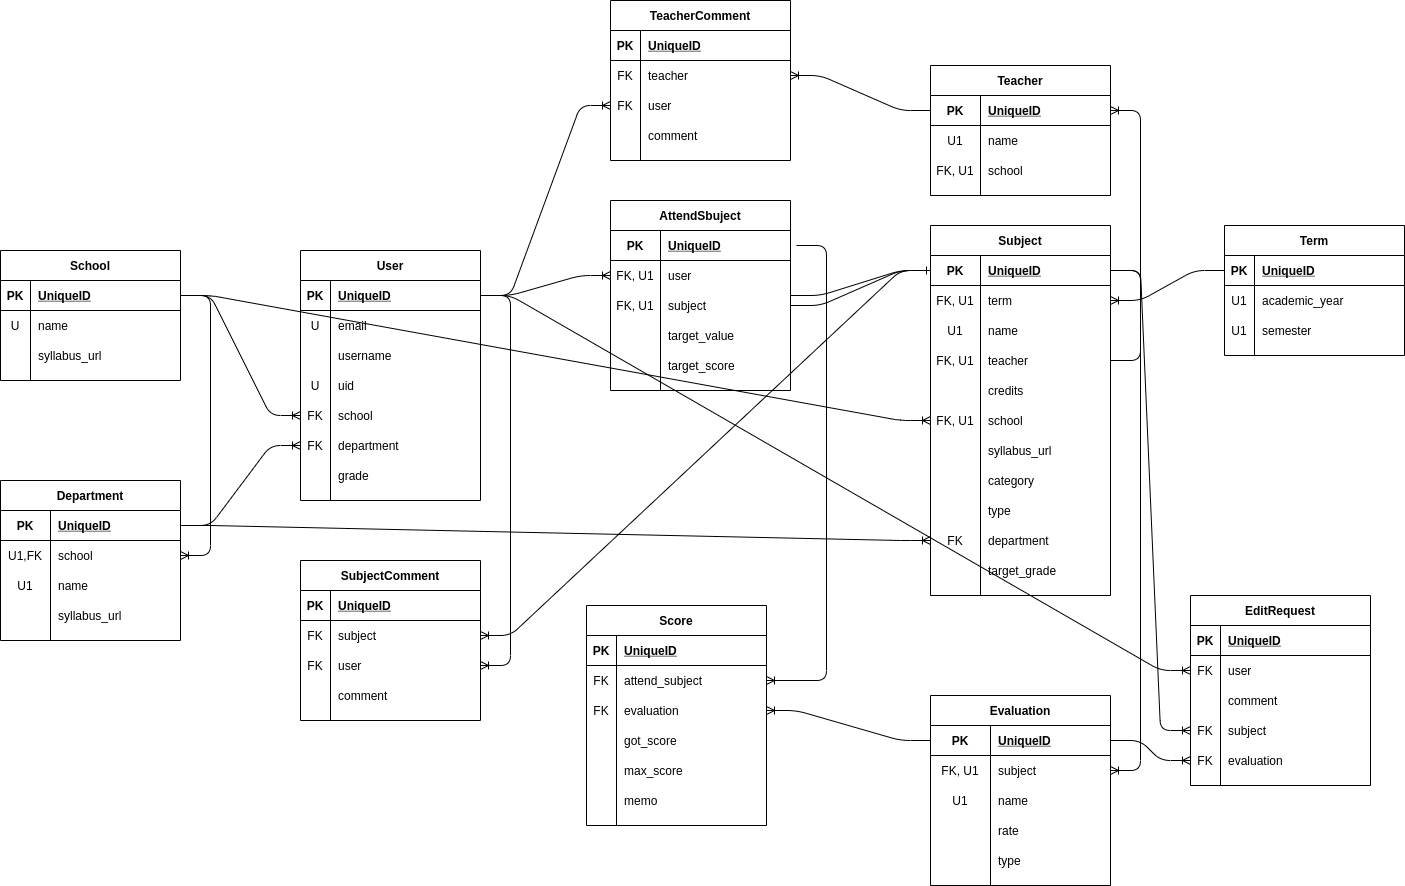 TeacherComment
PK UniqueID
FK teacher
FK user
comment
Teacher
PK UniqueID
U1 name
FK, U1 school
AttendSbuject
PK UniqueID
FK, U1 user
FK, U1 subject
target_value
target_score
Subject
PK UniqueID
FK, U1 term
U1 name
FK, U1 teacher
credits
FK, U1 school
syllabus_url
category
type
FK department
target_grade
Term
PK UniqueID
U1 academic_year
U1 semester
School
PK UniqueID
U name
syllabus_url
User
PK UniqueID
U email
username
U uid
FK school
FK department
grade
Department
PK UniqueID
U1,FK school
U1 name
syllabus_url
SubjectComment
PK UniqueID
FK subject
FK user
comment
Score
PK UniqueID
FK attend_subject
FK evaluation
got_score
max_score
memo
EditRequest
PK UniqueID
FK user
comment
FK subject
FK evaluation
Evaluation
PK UniqueID
FK, U1 subject
U1 name
rate
type